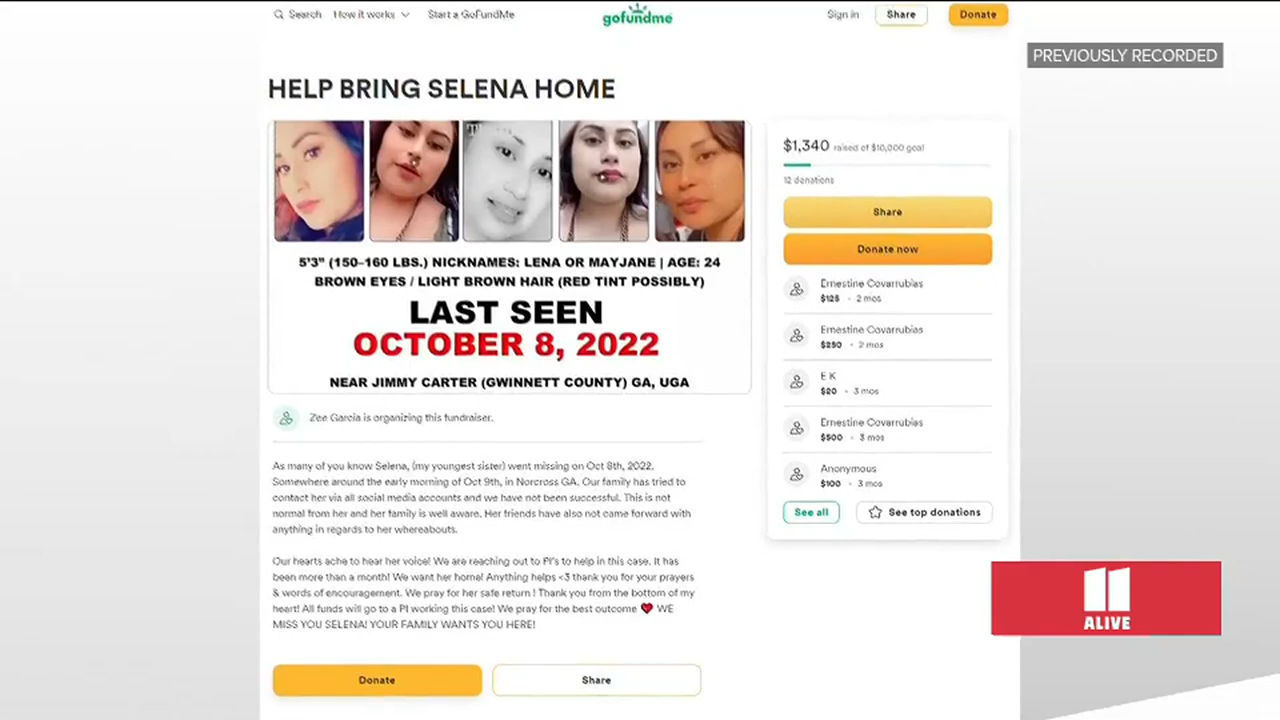 Search How it works Start a GoFundMe
gofundme
Sign in Share Donate
PREVIOUSLY RECORDED
HELP BRING SELENA HOME
5'3" (150-160 LBS.) NICKNAMES: LENA OR MAYJANE | AGE: 24
BROWN EYES / LIGHT BROWN HAIR (RED TINT POSSIBLY)
LAST SEEN
OCTOBER 8, 2022
NEAR JIMMY CARTER (GWINNETT COUNTY) GA, UGA
Zee Garcia is organizing this fundraiser.
As many of you know Selena, (my youngest sister) went missing on Oct 8th, 2022.
Somewhere around the early morning of Oct 9th, in Norcross GA. Our family has tried to
contact her via all social media accounts and we have not been successful. This is not
normal from her and her family is well aware. Her friends have also not came forward with
anything in regards to her whereabouts.
Our hearts ache to hear her voice! We are reaching out to PI's to help in this case. It has
been more than a month! We want her home! Anything helps <3 thank you for your prayers
& words of encouragement. We pray for her safe return ! Thank you from the bottom of my
heart! All funds will go to a PI working this case! We pray for the best outcome ❤️ WE
MISS YOU SELENA! YOUR FAMILY WANTS YOU HERE!
Donate Share
$1,340 raised of $10,000 goal
12 donations
Share
Donate now
Ernestine Covarrubias
$125 • 2 mos
Ernestine Covarrubias
$250 • 2 mos
E K
$20 • 3 mos
Ernestine Covarrubias
$500 • 3 mos
Anonymous
$100 • 3 mos
See all See top donations
11
ALIVE